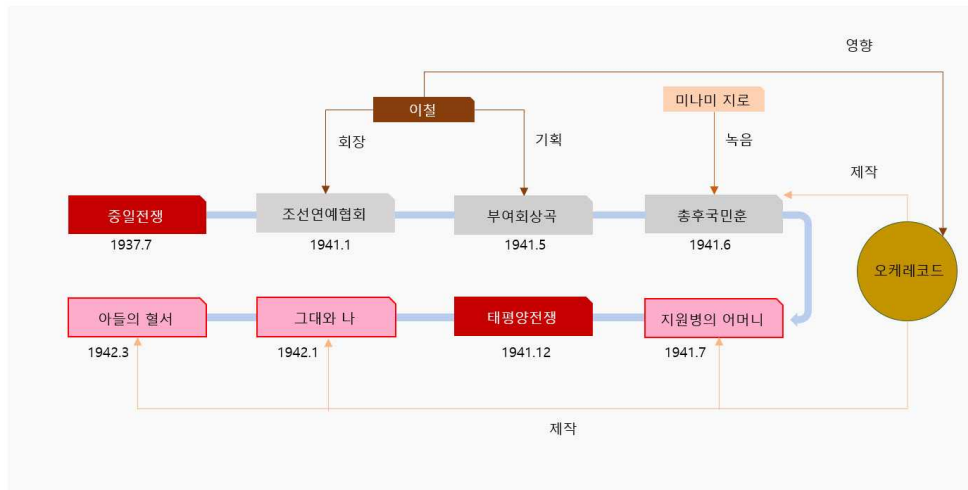 영향
이철
미나미 지로
회장
기획
녹음
제작
중일전쟁
조선연예협회
부여회상곡
총후국민훈
1937.7
1941.1
1941.5
1941.6
오케레코드
아들의 혈서
그대와 나
태평양전쟁
지원병의 어머니
1942.3
1942.1
1941.12
1941.7
제작